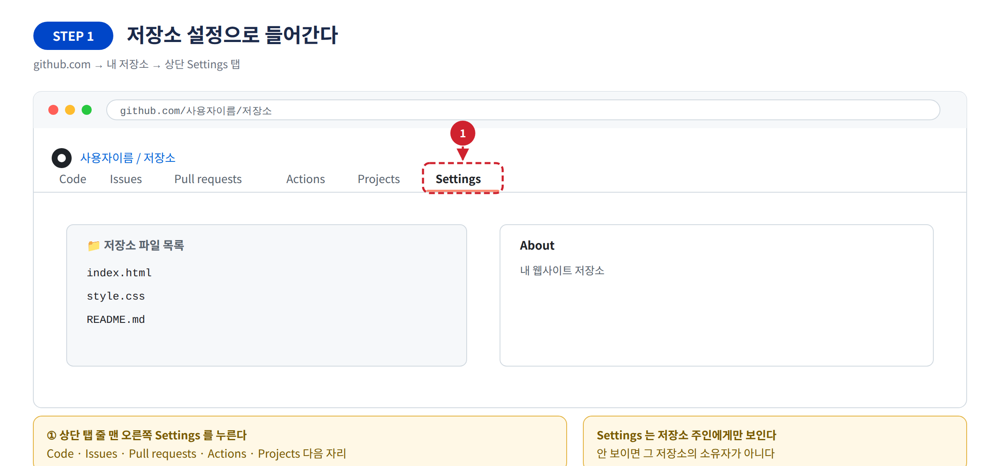 STEP 1 저장소 설정으로 들어간다
github.com → 내 저장소 → 상단 Settings 탭
github.com/사용자이름/저장소
1
사용자이름 / 저장소
Code Issues Pull requests Actions Projects Settings
📁 저장소 파일 목록
index.html
style.css
README.md
About
내 웹사이트 저장소
① 상단 탭 줄 맨 오른쪽 Settings 를 누른다
Code · Issues · Pull requests · Actions · Projects 다음 자리
Settings 는 저장소 주인에게만 보인다
안 보이면 그 저장소의 소유자가 아니다